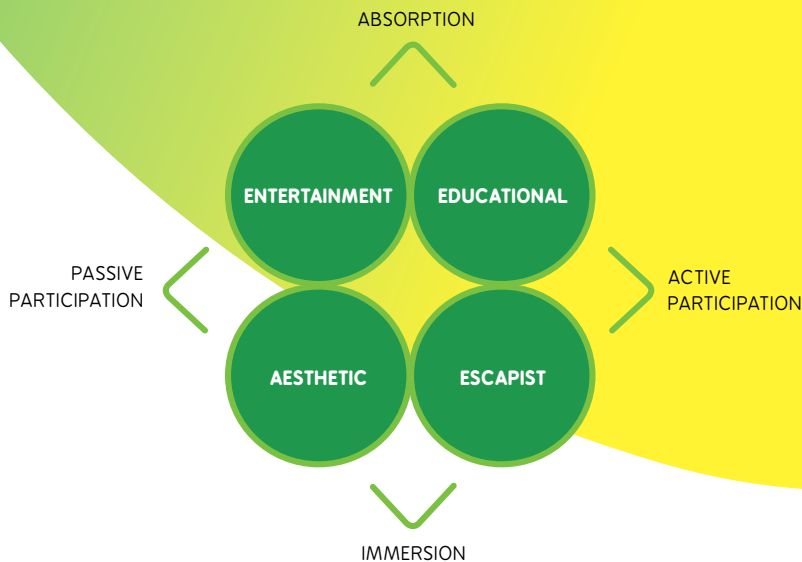 ABSORPTION
ENTERTAINMENT
EDUCATIONAL
PASSIVE
PARTICIPATION
ACTIVE
PARTICIPATION
AESTHETIC
ESCAPIST
IMMERSION